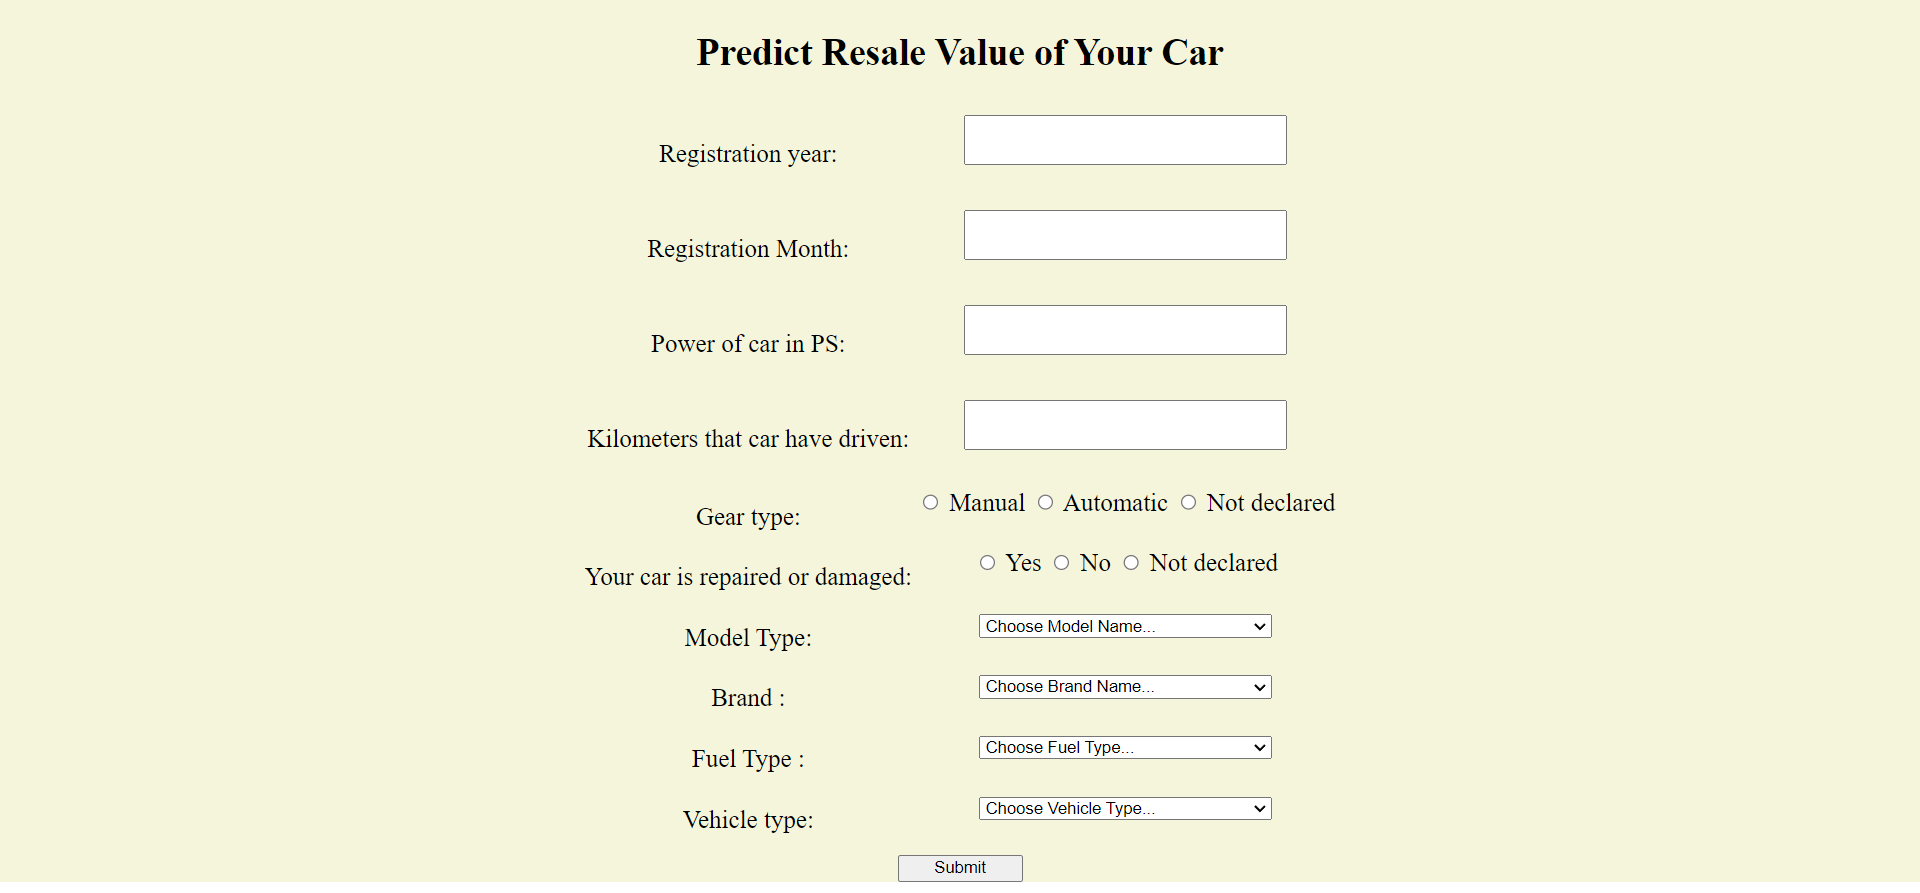 Predict Resale Value of Your Car
Registration year:
Registration Month:
Power of car in PS:
Kilometers that car have driven:
Gear type: Manual Automatic Not declared
Your car is repaired or damaged: Yes No Not declared
Model Type: Choose Model Name...
Brand : Choose Brand Name...
Fuel Type : Choose Fuel Type...
Vehicle type: Choose Vehicle Type...
Submit